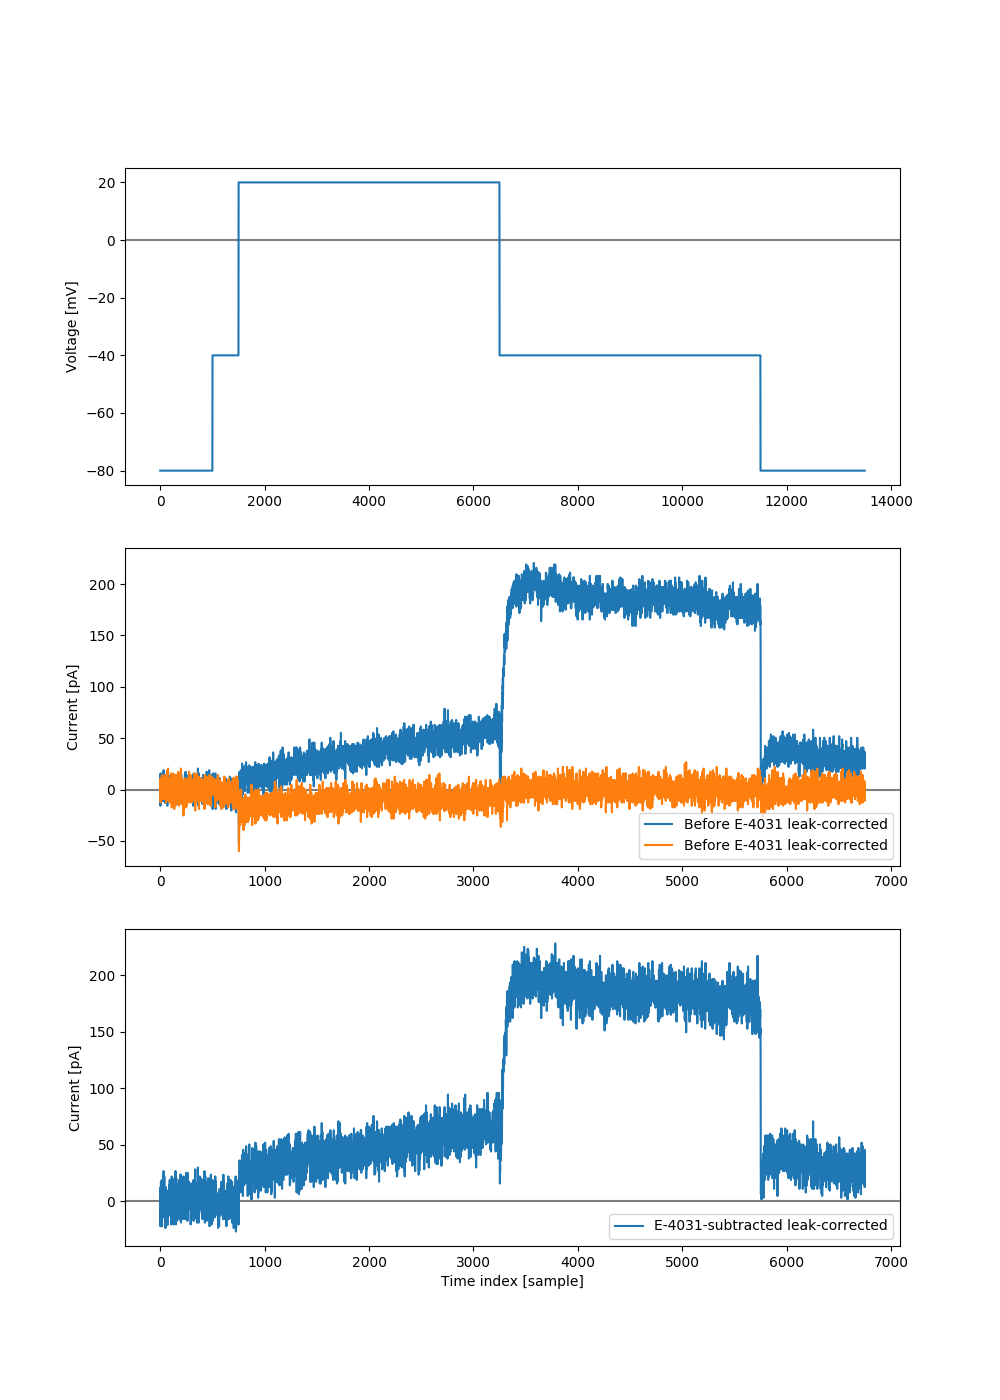 20
0
−20
−40
−60
−80
Voltage [mV]
0 2000 4000 6000 8000 10000 12000 14000
200
150
100
50
0
−50
Current [pA]
Before E-4031 leak-corrected
Before E-4031 leak-corrected
0 1000 2000 3000 4000 5000 6000 7000
200
150
100
50
0
Current [pA]
E-4031-subtracted leak-corrected
0 1000 2000 3000 4000 5000 6000 7000
Time index [sample]